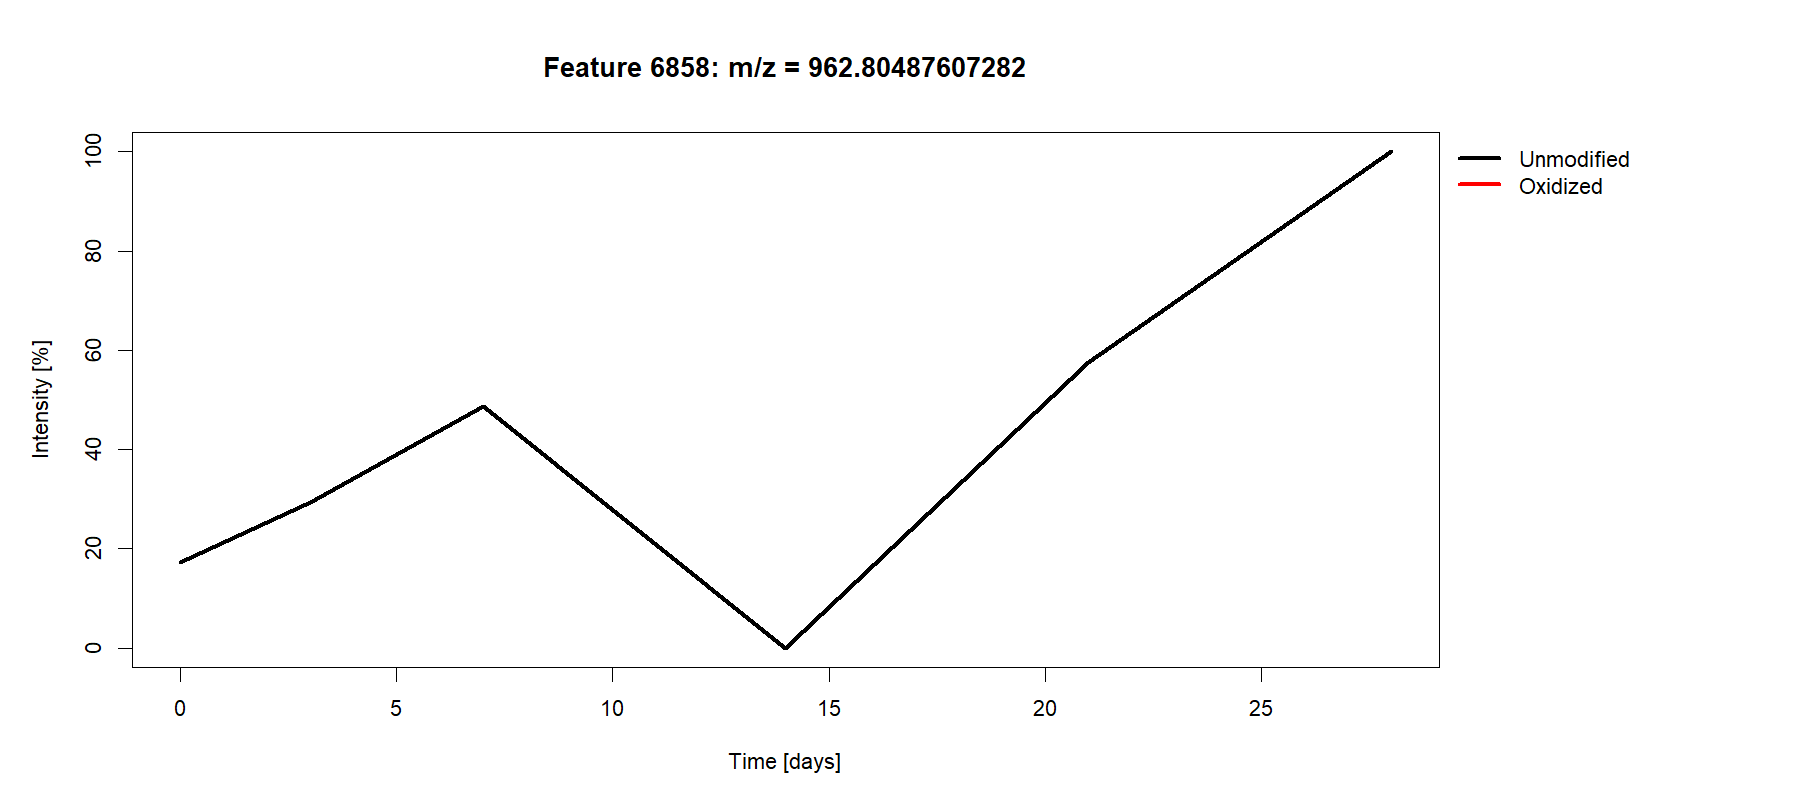 Feature 6858: m/z = 962.80487607282
100
80
60
40
20
0
Intensity [%]
0 5 10 15 20 25
Time [days]
Unmodified
Oxidized